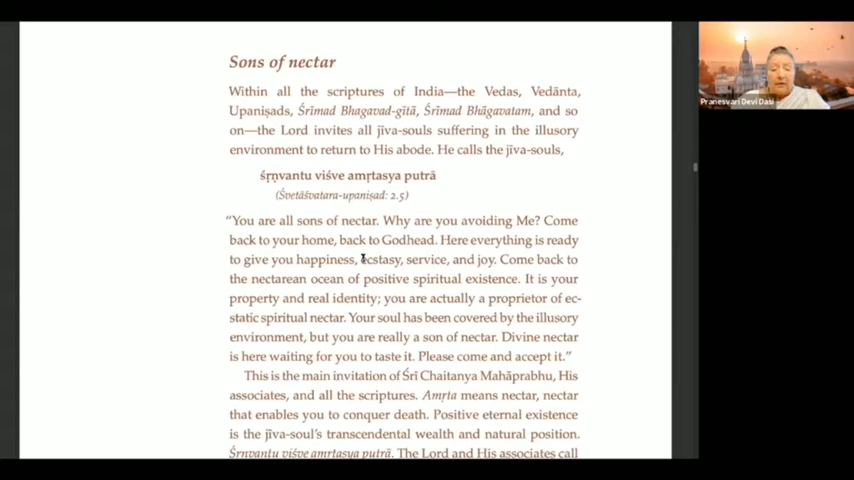 Sons of nectar
Within all the scriptures of India—the Vedas, Vedānta,
Upaniṣads, Śrīmad Bhagavad-gītā, Śrīmad Bhāgavatam, and so
on—the Lord invites all jīva-souls suffering in the illusory
environment to return to His abode. He calls the jīva-souls,
śṛṇvantu viśve amṛtasya putrā
(Śvetāśvatara-upaniṣad: 2.5)
“You are all sons of nectar. Why are you avoiding Me? Come
back to your home, back to Godhead. Here everything is ready
to give you happiness, ecstasy, service, and joy. Come back to
the nectarean ocean of positive spiritual existence. It is your
property and real identity; you are actually a proprietor of ec-
static spiritual nectar. Your soul has been covered by the illusory
environment, but you are really a son of nectar. Divine nectar
is here waiting for you to taste it. Please come and accept it.”
This is the main invitation of Śrī Chaitanya Mahāprabhu, His
associates, and all the scriptures. Amṛta means nectar, nectar
that enables you to conquer death. Positive eternal existence
is the jīva-soul’s transcendental wealth and natural position.
Śṛṇvantu viśve amṛtasya putrā. The Lord and His associates call
Pranesvari Devi Dasi